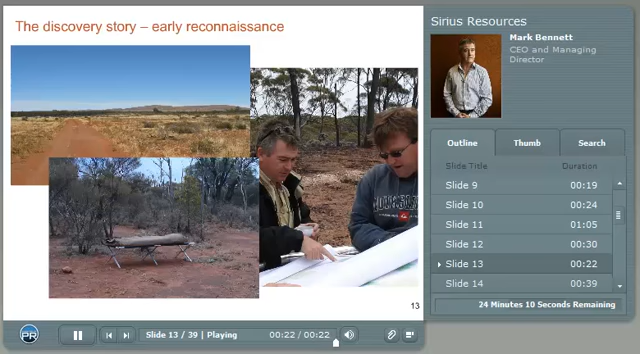 The discovery story – early reconnaissance
13
Sirius Resources
Mark Bennett
CEO and Managing
Director
Outline
Thumb
Search
Slide Title Duration
Slide 9 00:19
Slide 10 00:24
Slide 11 01:05
Slide 12 00:30
Slide 13 00:22
Slide 14 00:39
24 Minutes 10 Seconds Remaining
PR
Slide 13 / 39 | Playing
00:22 / 00:22